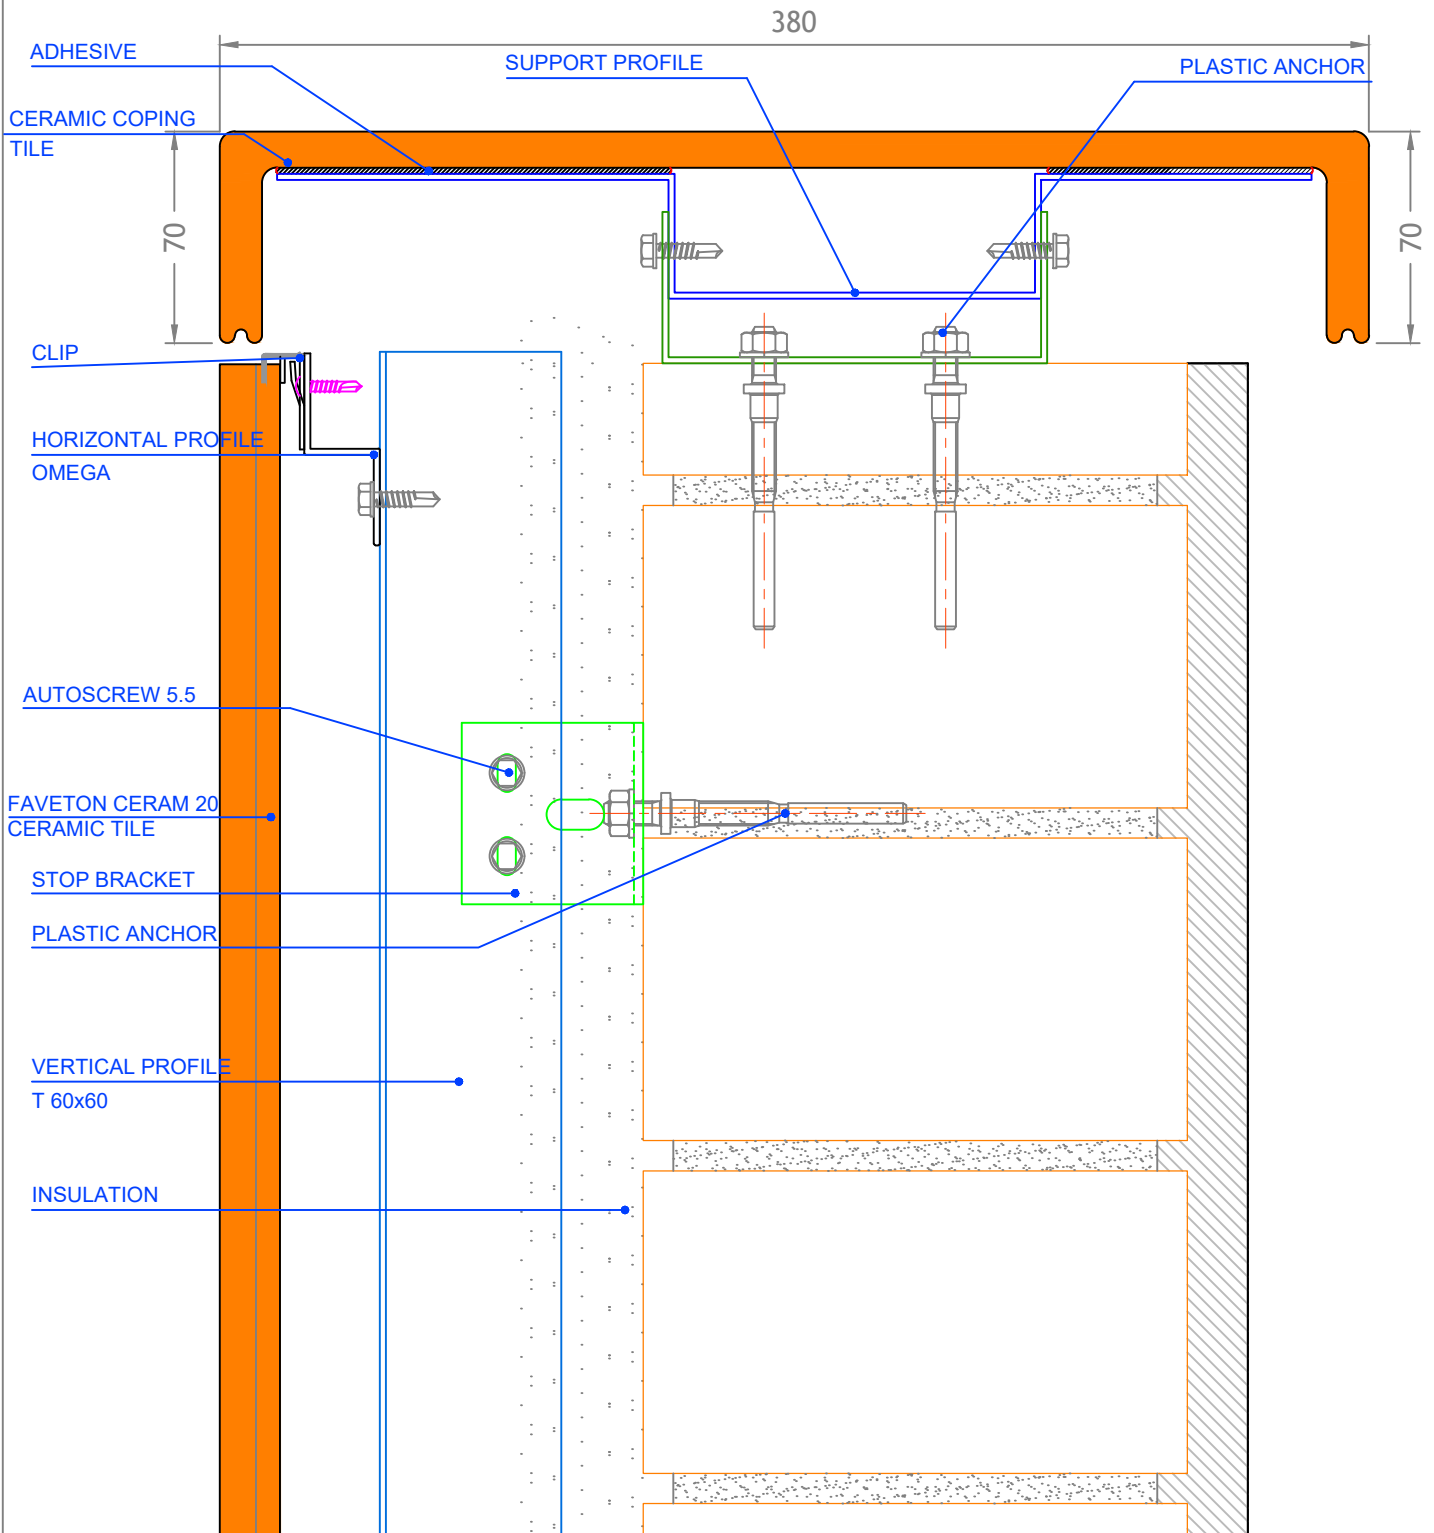 380
ADHESIVE
SUPPORT PROFILE
PLASTIC ANCHOR
CERAMIC COPING
TILE
70
70
CLIP
HORIZONTAL PROFILE
OMEGA
AUTOSCREW 5.5
FAVETON CERAM 20
CERAMIC TILE
STOP BRACKET
PLASTIC ANCHOR
VERTICAL PROFILE
T 60x60
INSULATION